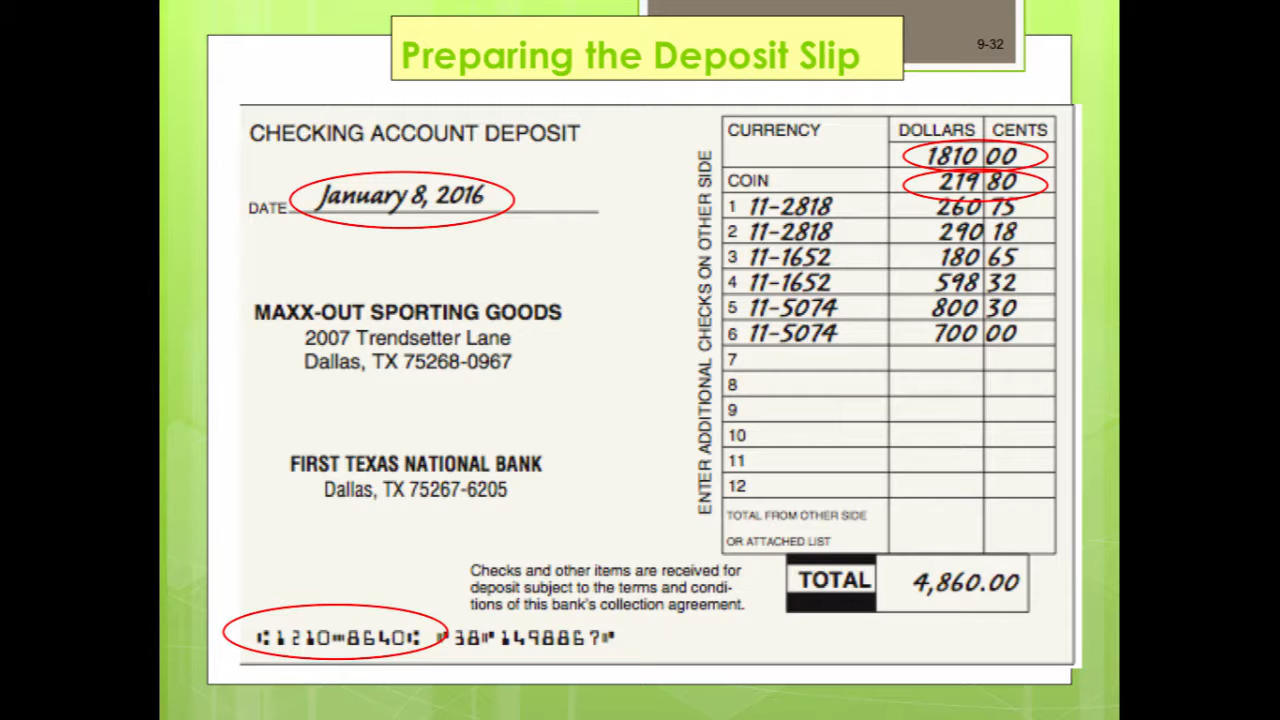 Preparing the Deposit Slip
9-32
CHECKING ACCOUNT DEPOSIT
DATE January 8, 2016
MAXX-OUT SPORTING GOODS
2007 Trendsetter Lane
Dallas, TX 75268-0967
FIRST TEXAS NATIONAL BANK
Dallas, TX 75267-6205
Checks and other items are received for
deposit subject to the terms and condi-
tions of this bank's collection agreement.
⑆1210⑉8640⑆ ⑈38⑈1498867⑈
ENTER ADDITIONAL CHECKS ON OTHER SIDE
CURRENCY DOLLARS CENTS
1810 00
COIN 219 80
1 11-2818 260 75
2 11-2818 290 18
3 11-1652 180 65
4 11-1652 598 32
5 11-5074 800 30
6 11-5074 700 00
7
8
9
10
11
12
TOTAL FROM OTHER SIDE
OR ATTACHED LIST
TOTAL 4,860.00